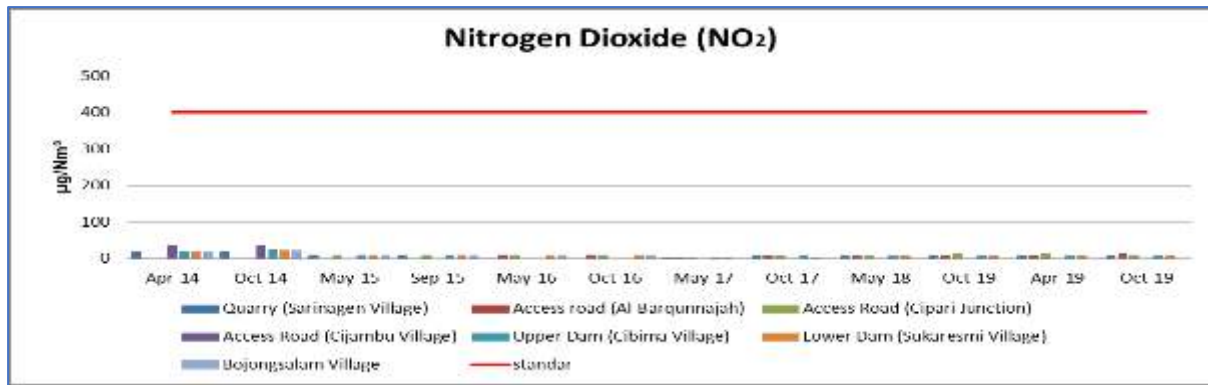 Nitrogen Dioxide (NO₂)
500
400
300
200
100
0
µg/Nm³
Apr 14 Oct 14 May 15 Sep 15 May 16 Oct 16 May 17 Oct 17 May 18 Oct 19 Apr 19 Oct 19
Quarry (Sarinagen Village) Access road (Al Barqunnajah) Access Road (Cipari Junction)
Access Road (Cijambu Village) Upper Dam (Cibima Village) Lower Dam (Sukaresmi Village)
Bojongsalam Village standar